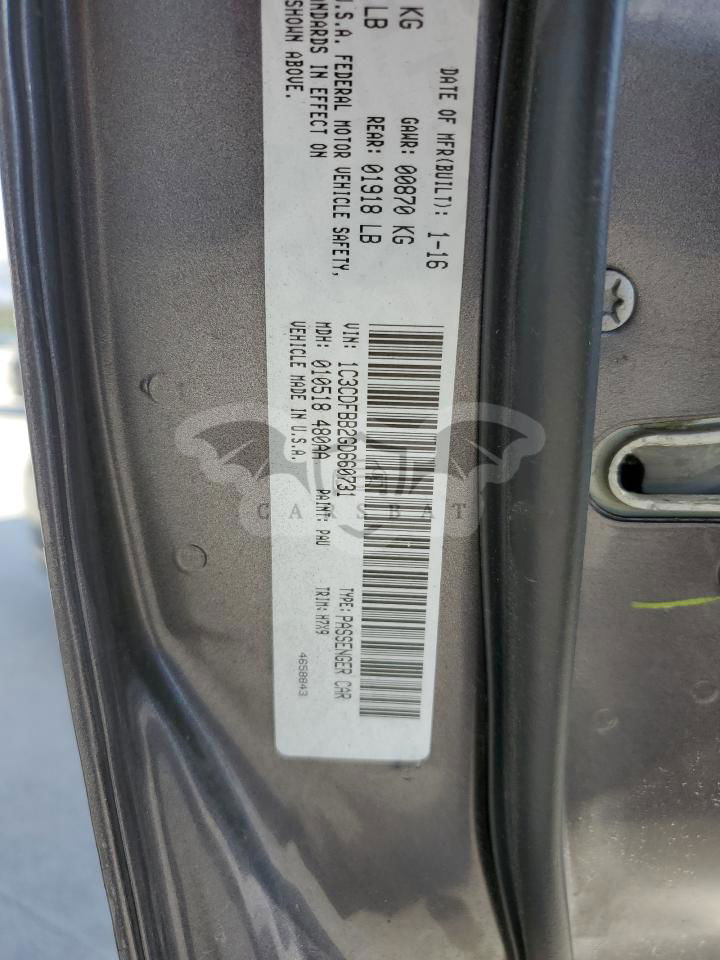 DATE OF MFR(BUILT): 1-16
KG GAWR: 00870 KG
LB REAR: 01918 LB
U.S.A. FEDERAL MOTOR VEHICLE SAFETY,
IN EFFECT ON
SHOWN ABOVE.
VIN: 1C3CDFBB2GD660731 TYPE: PASSENGER CAR
MDH: 010518 480AA PAINT: PAU TRIM: H7X9
VEHICLE MADE IN U.S.A.
4658843
CARSBAT